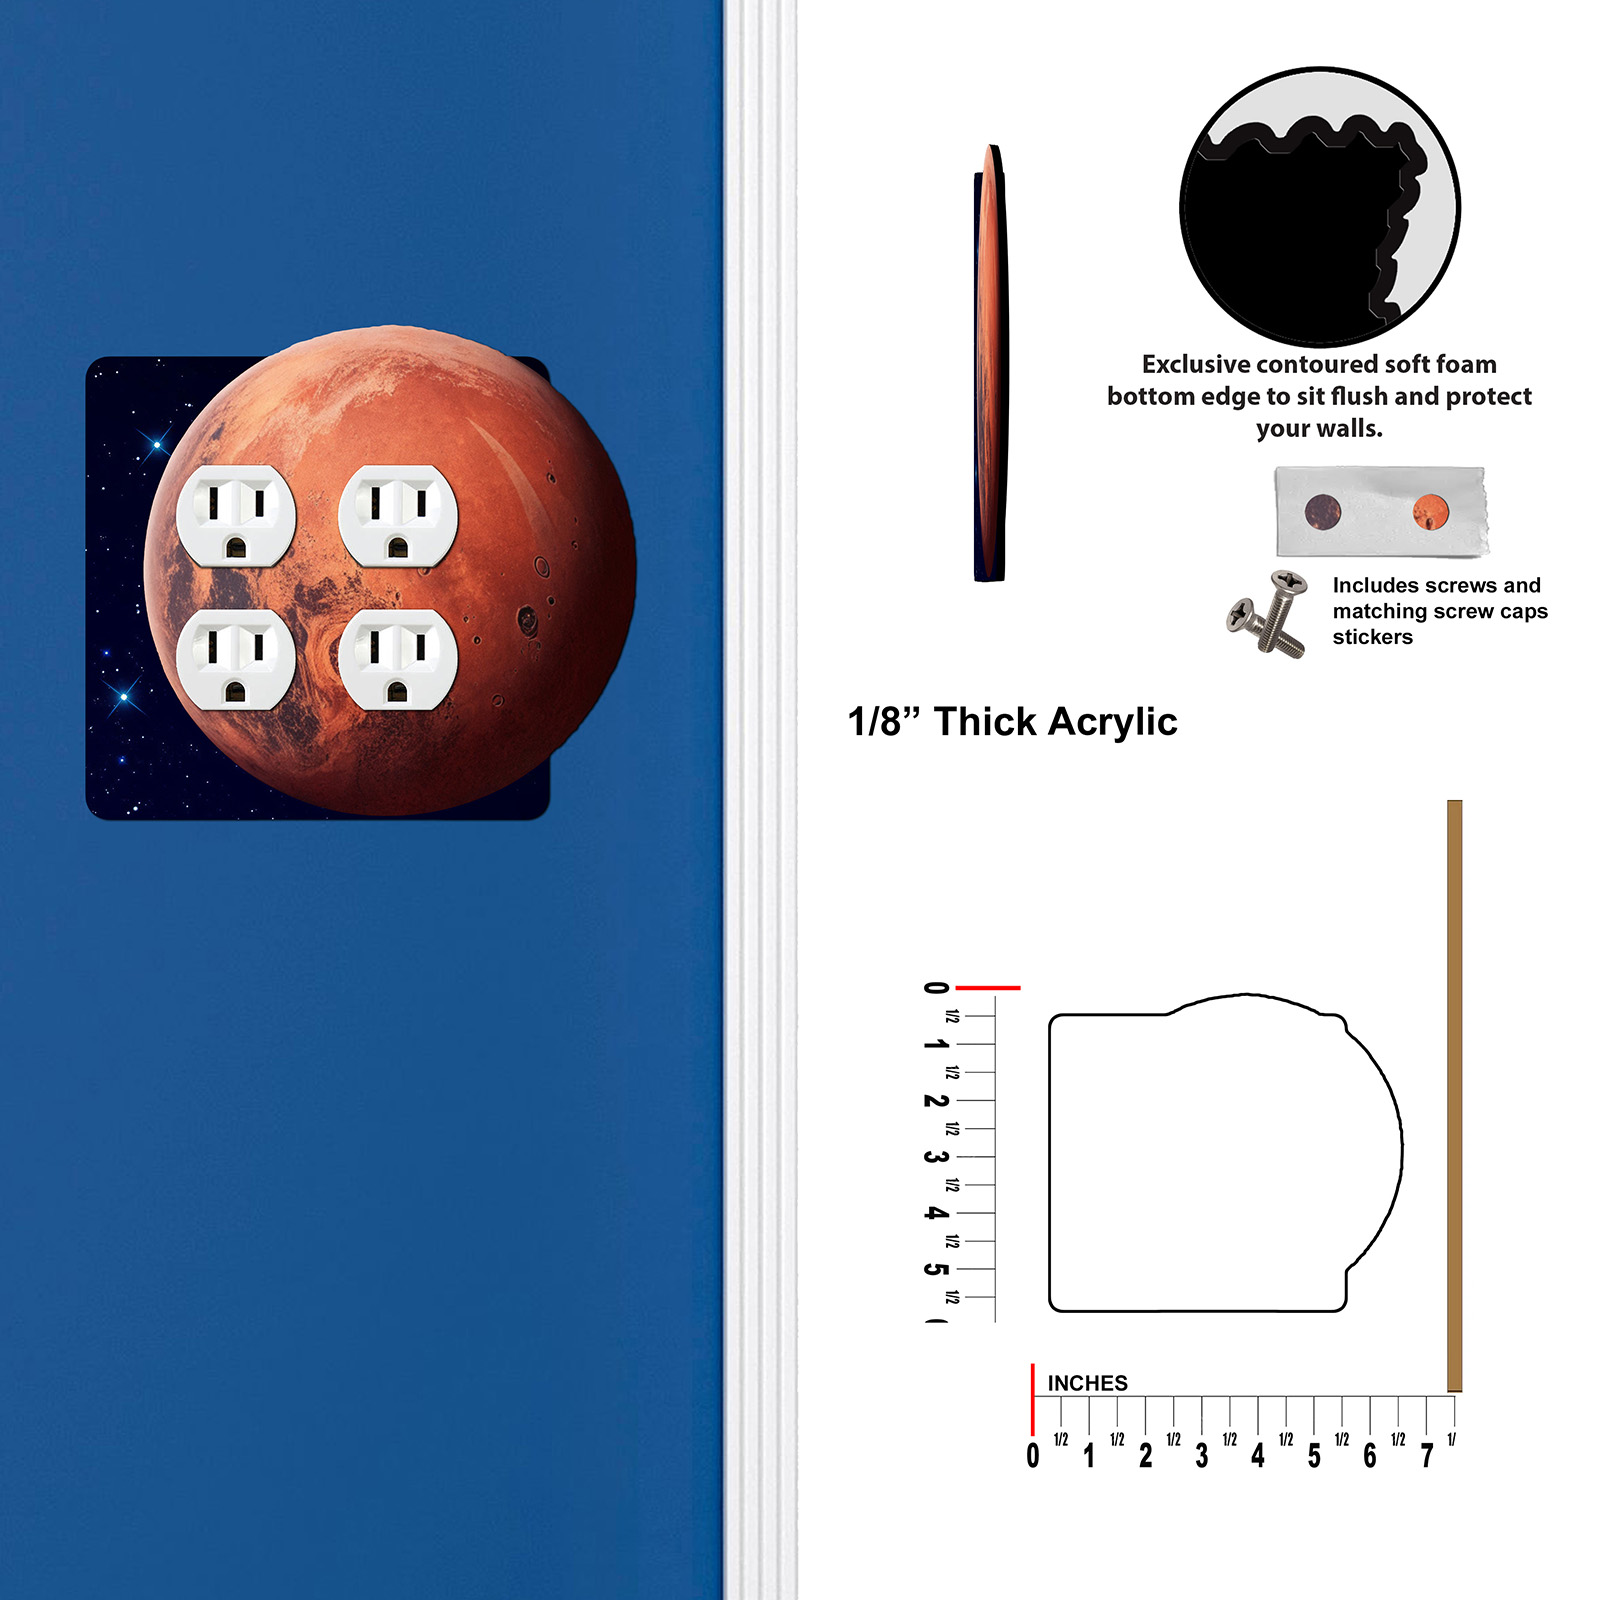 Exclusive contoured soft foam
bottom edge to sit flush and protect
your walls.
Includes screws and
matching screw caps
stickers
1/8” Thick Acrylic
0
1/2
1
1/2
2
1/2
3
1/2
4
1/2
5
1/2
INCHES
1/2 1/2 1/2 1/2 1/2 1/2 1/2 1/
0 1 2 3 4 5 6 7